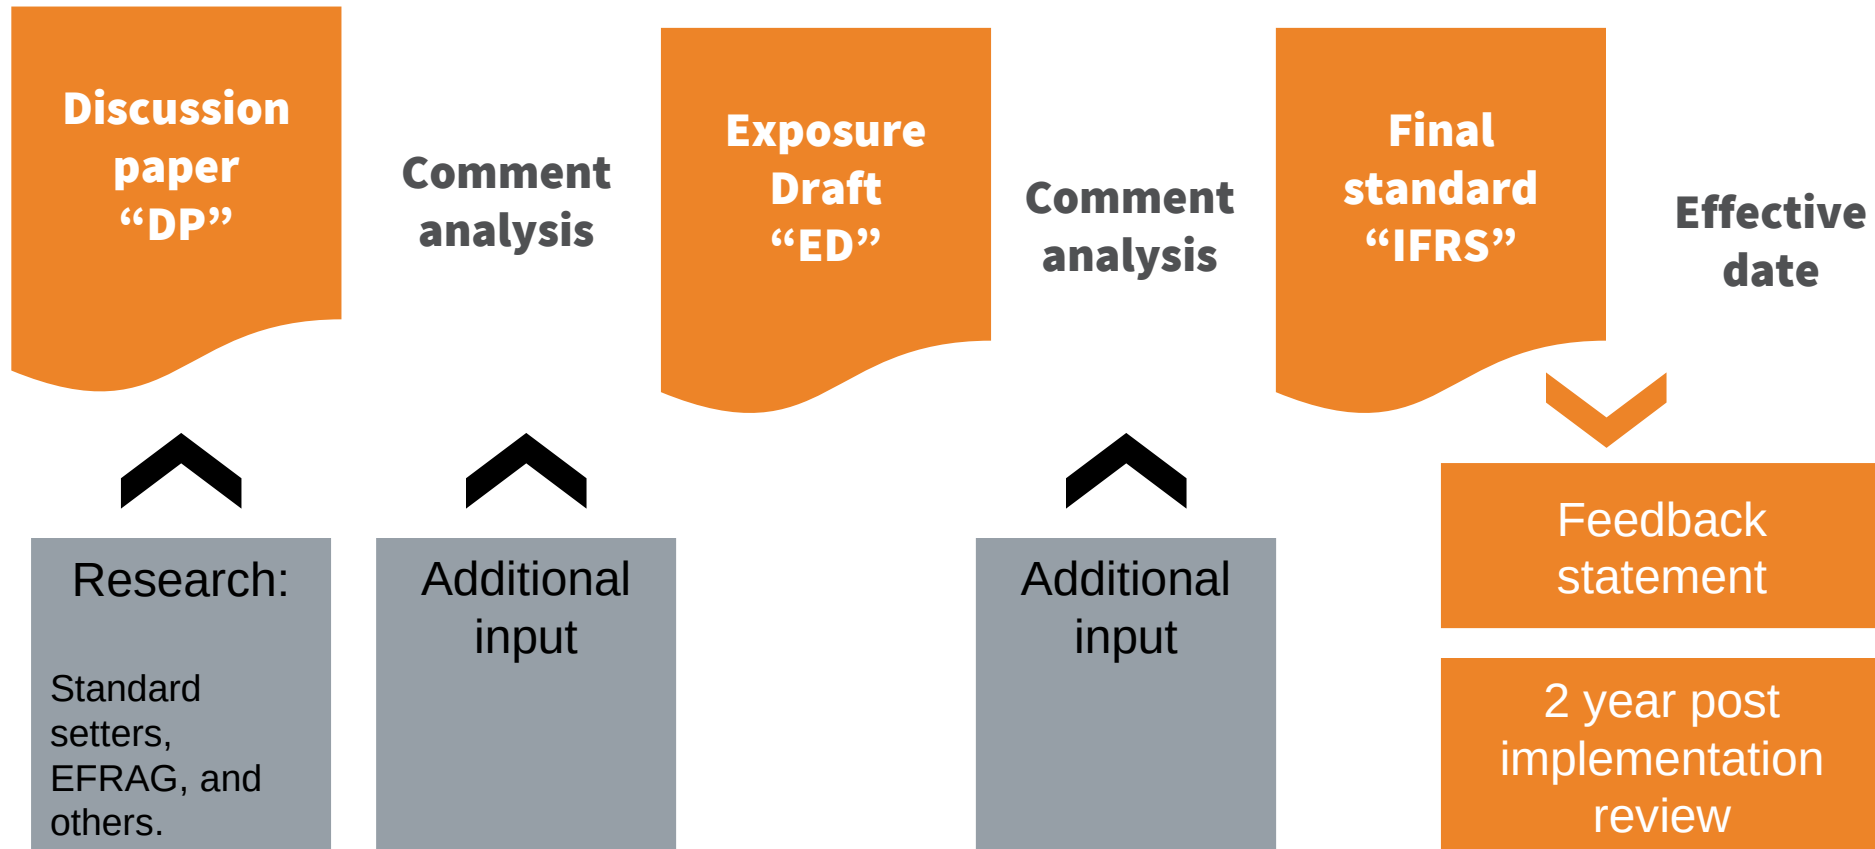 Discussion
paper
“DP”
Comment
analysis
Exposure
Draft
“ED”
Comment
analysis
Final
standard
“IFRS”
Effective
date
Research:
Standard
setters,
EFRAG, and
others.
Additional
input
Additional
input
Feedback
statement
2 year post
implementation
review